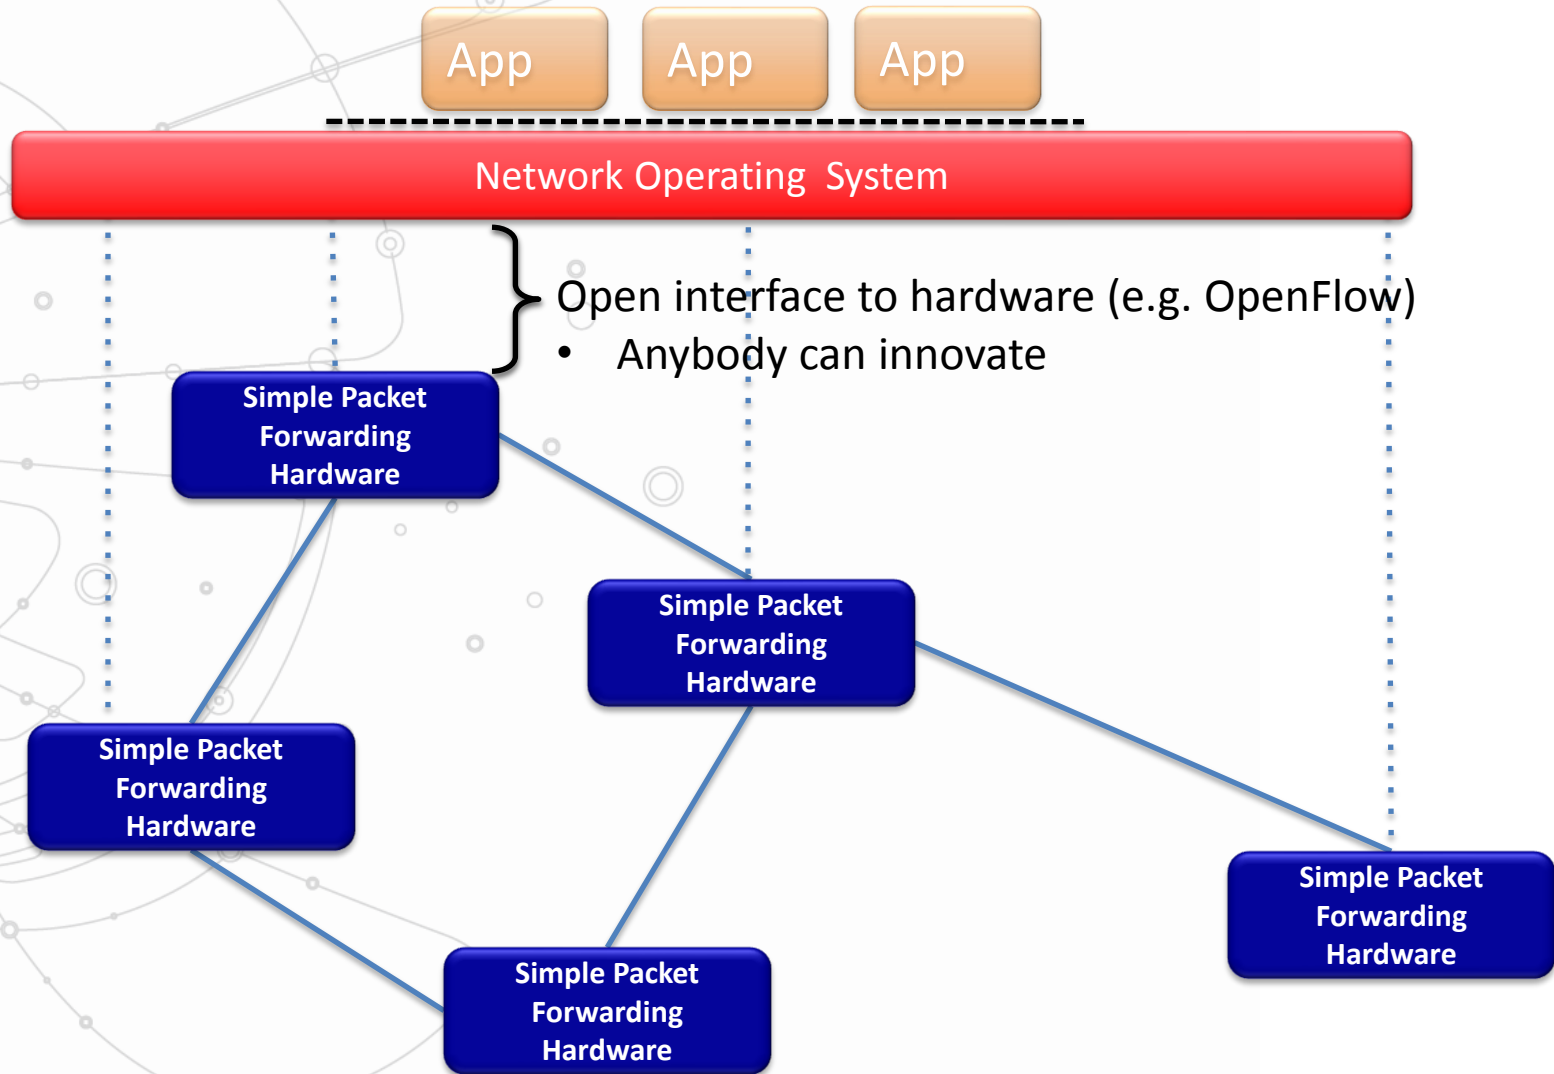 App
App
App
Network Operating System
Open interface to hardware (e.g. OpenFlow)
• Anybody can innovate
Simple Packet
Forwarding
Hardware
Simple Packet
Forwarding
Hardware
Simple Packet
Forwarding
Hardware
Simple Packet
Forwarding
Hardware
Simple Packet
Forwarding
Hardware